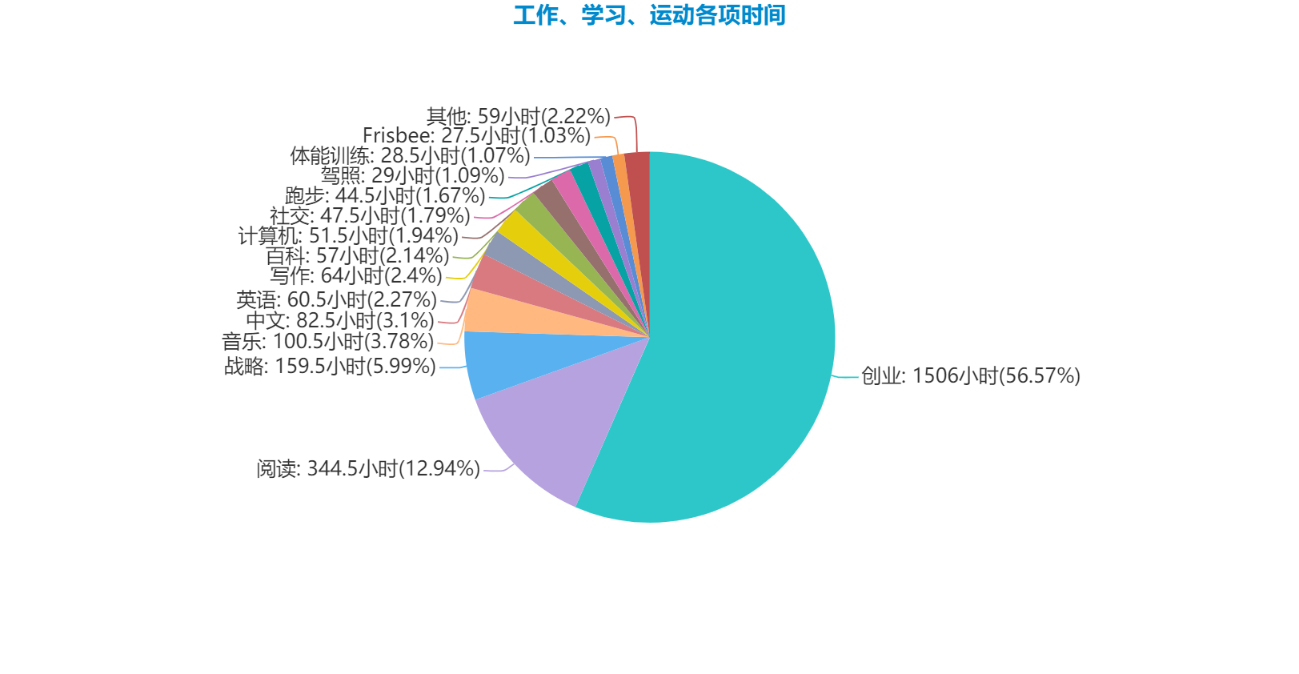 工作、学习、运动各项时间
其他: 59小时(2.22%)
Frisbee: 27.5小时(1.03%)
体能训练: 28.5小时(1.07%)
驾照: 29小时(1.09%)
跑步: 44.5小时(1.67%)
社交: 47.5小时(1.79%)
计算机: 51.5小时(1.94%)
百科: 57小时(2.14%)
写作: 64小时(2.4%)
英语: 60.5小时(2.27%)
中文: 82.5小时(3.1%)
音乐: 100.5小时(3.78%)
战略: 159.5小时(5.99%)
创业: 1506小时(56.57%)
阅读: 344.5小时(12.94%)